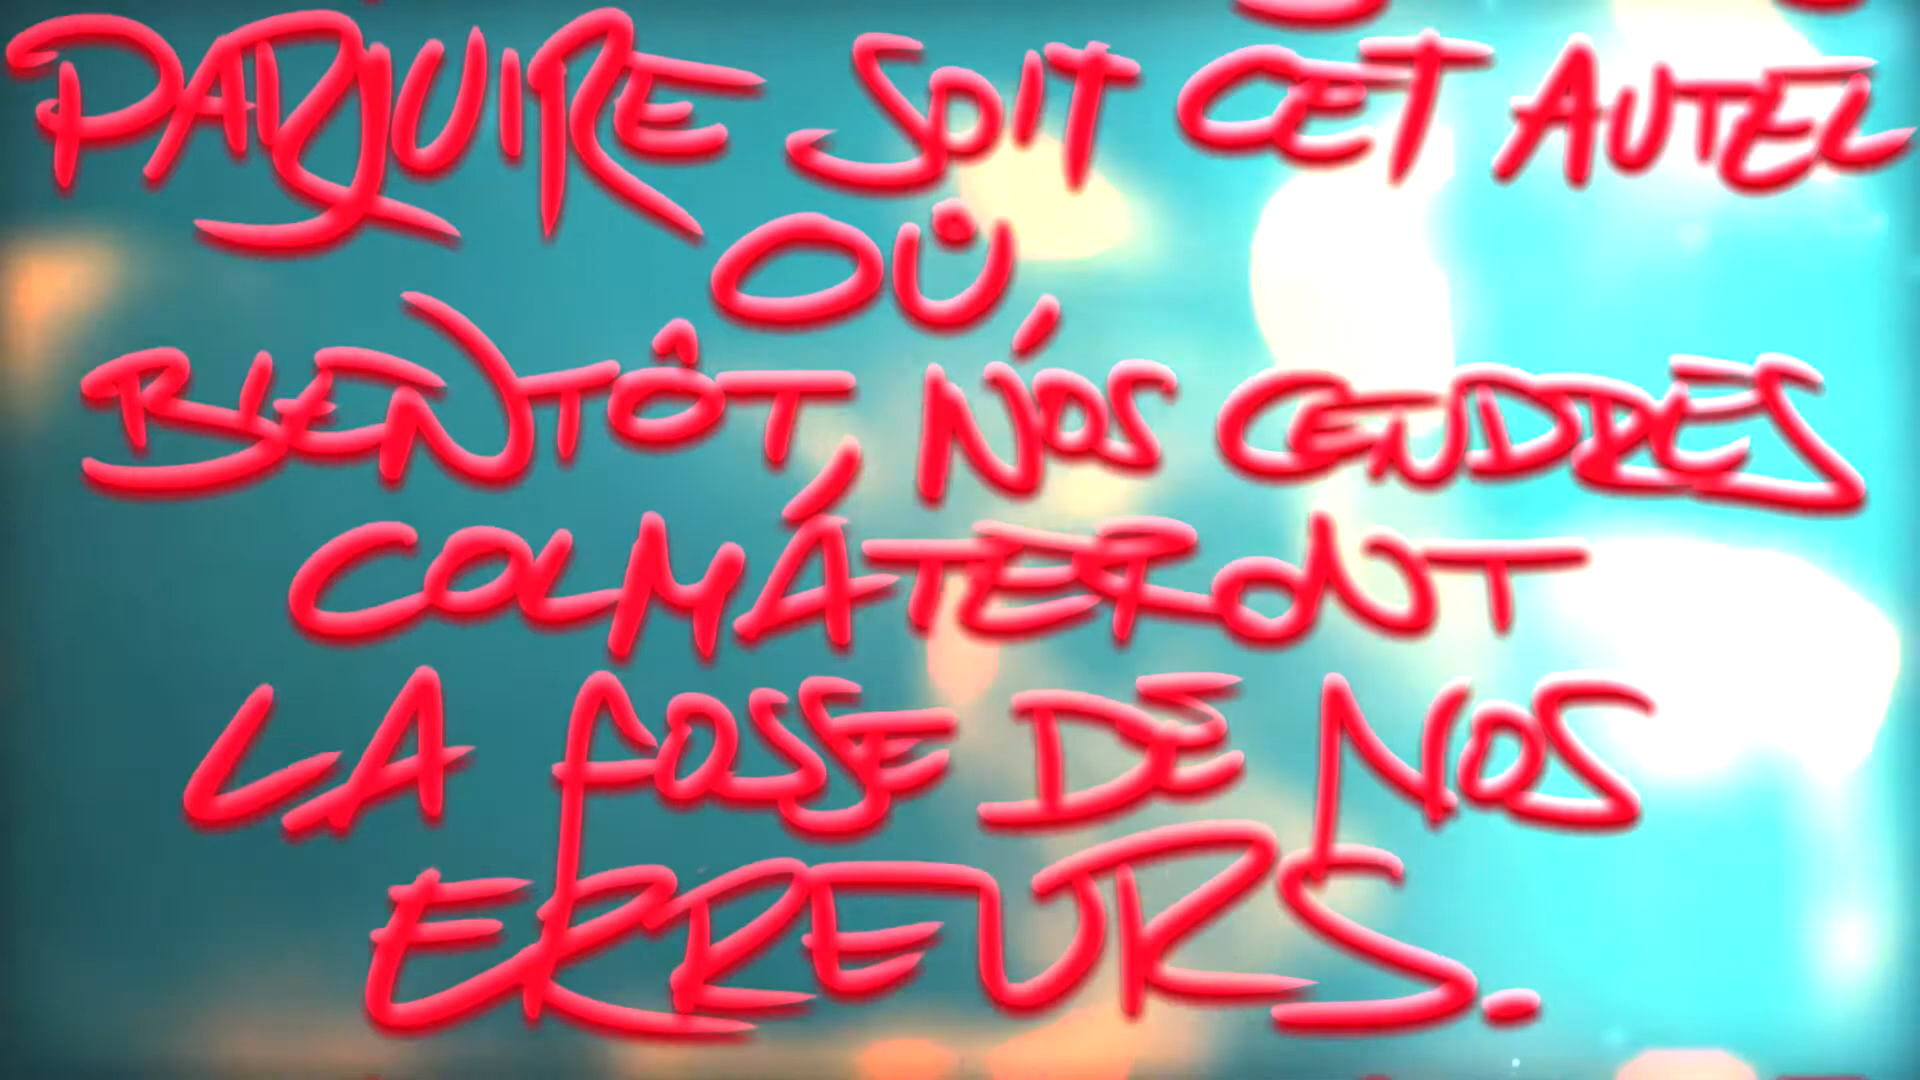 PARJURE SOIT CET AUTEL
OÙ,
BIENTÔT, NOS CENDRES
COLMATERONT
LA FOSSE DE NOS
ERREURS.